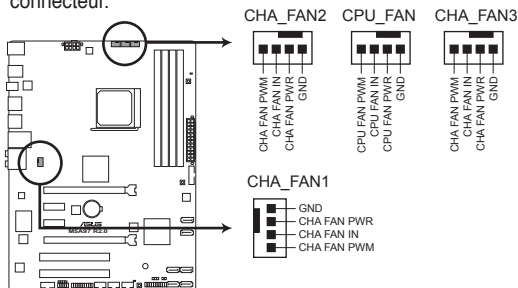 connecteur.
CHA_FAN2 CPU_FAN CHA_FAN3
CHA FAN PWM
CHA FAN IN
CHA FAN PWR
GND
CPU FAN PWM
CPU FAN IN
CPU FAN PWR
GND
CHA FAN PWM
CHA FAN IN
CHA FAN PWR
GND
CHA_FAN1
GND
CHA FAN PWR
CHA FAN IN
CHA FAN PWM
ASUS
M5A97 R2.0